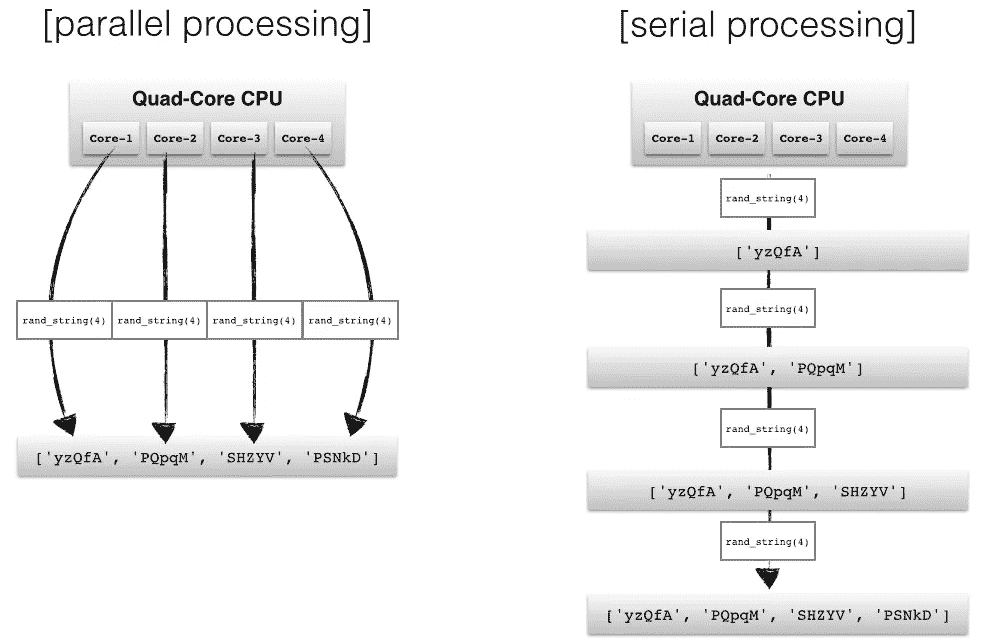 [parallel processing]
Quad-Core CPU
Core-1 Core-2 Core-3 Core-4
rand_string(4) rand_string(4) rand_string(4) rand_string(4)
['yzQfA', 'PQpqM', 'SHZYV', 'PSNkD']
[serial processing]
Quad-Core CPU
Core-1 Core-2 Core-3 Core-4
rand_string(4)
['yzQfA']
rand_string(4)
['yzQfA', 'PQpqM']
rand_string(4)
['yzQfA', 'PQpqM', 'SHZYV']
rand_string(4)
['yzQfA', 'PQpqM', 'SHZYV', 'PSNkD']